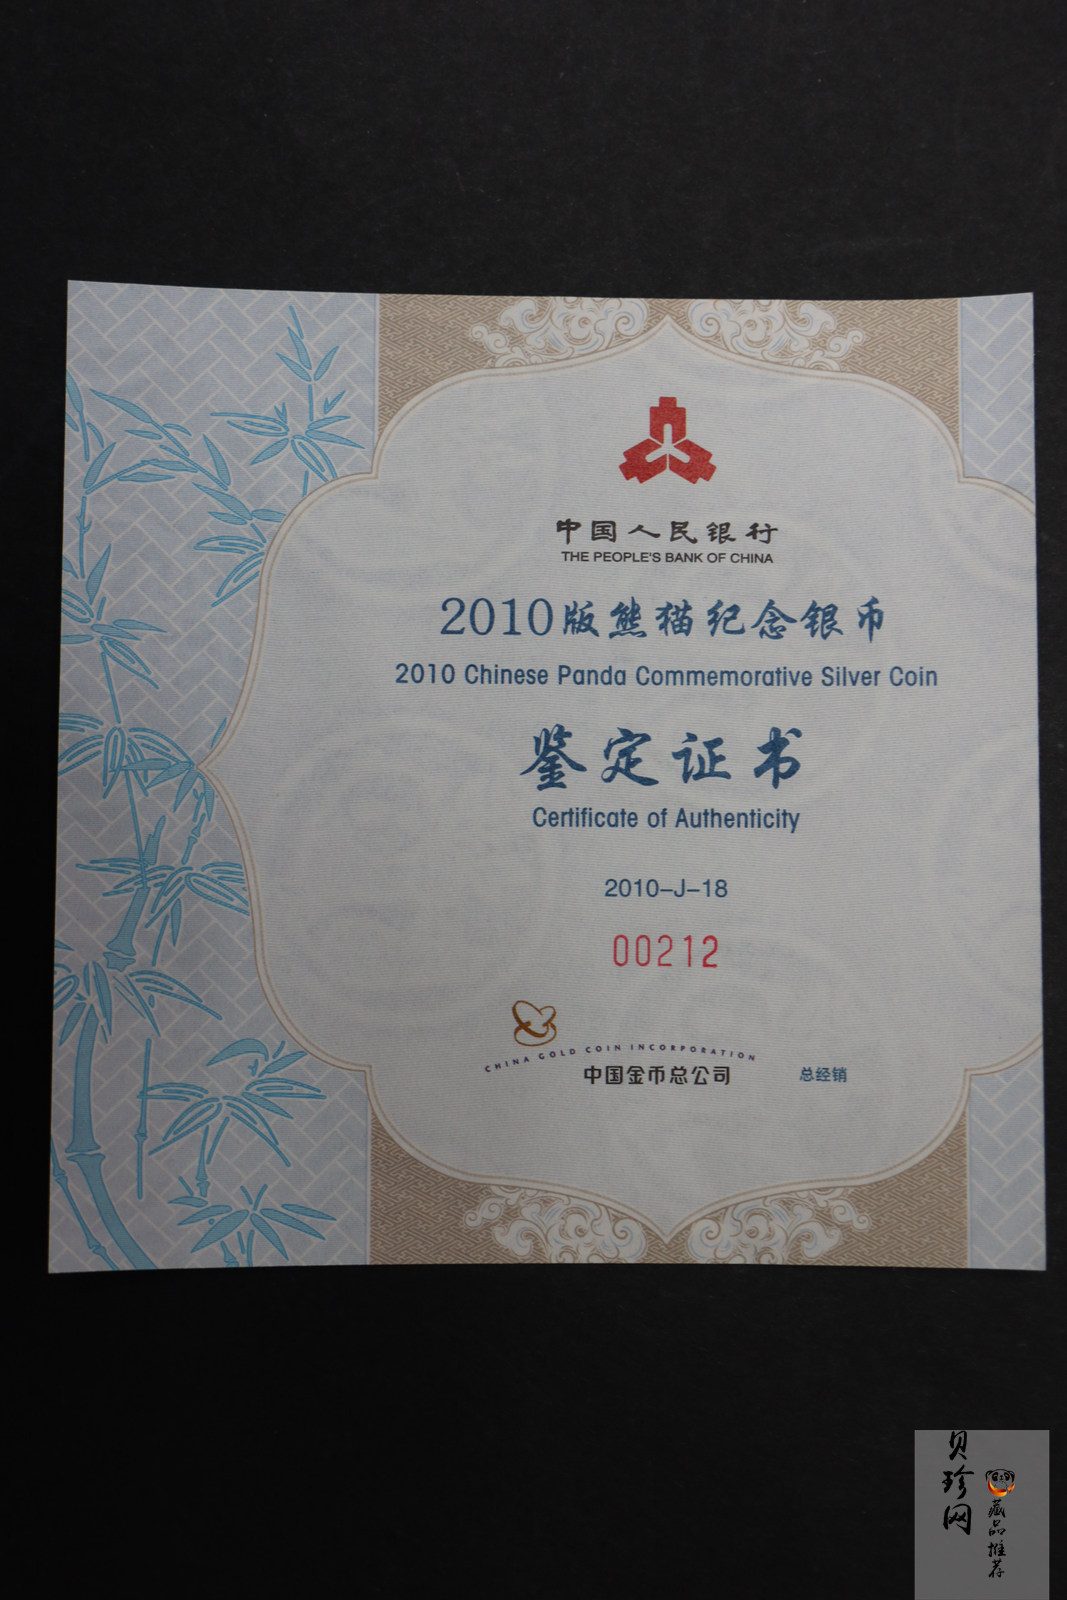 中国人民银行
THE PEOPLE'S BANK OF CHINA
2010版熊猫纪念银币
2010 Chinese Panda Commemorative Silver Coin
鉴定证书
Certificate of Authenticity
2010-J-18
00212
CHINA GOLD COIN INCORPORATION
中国金币总公司 总经销
贝珍网
藏品推荐